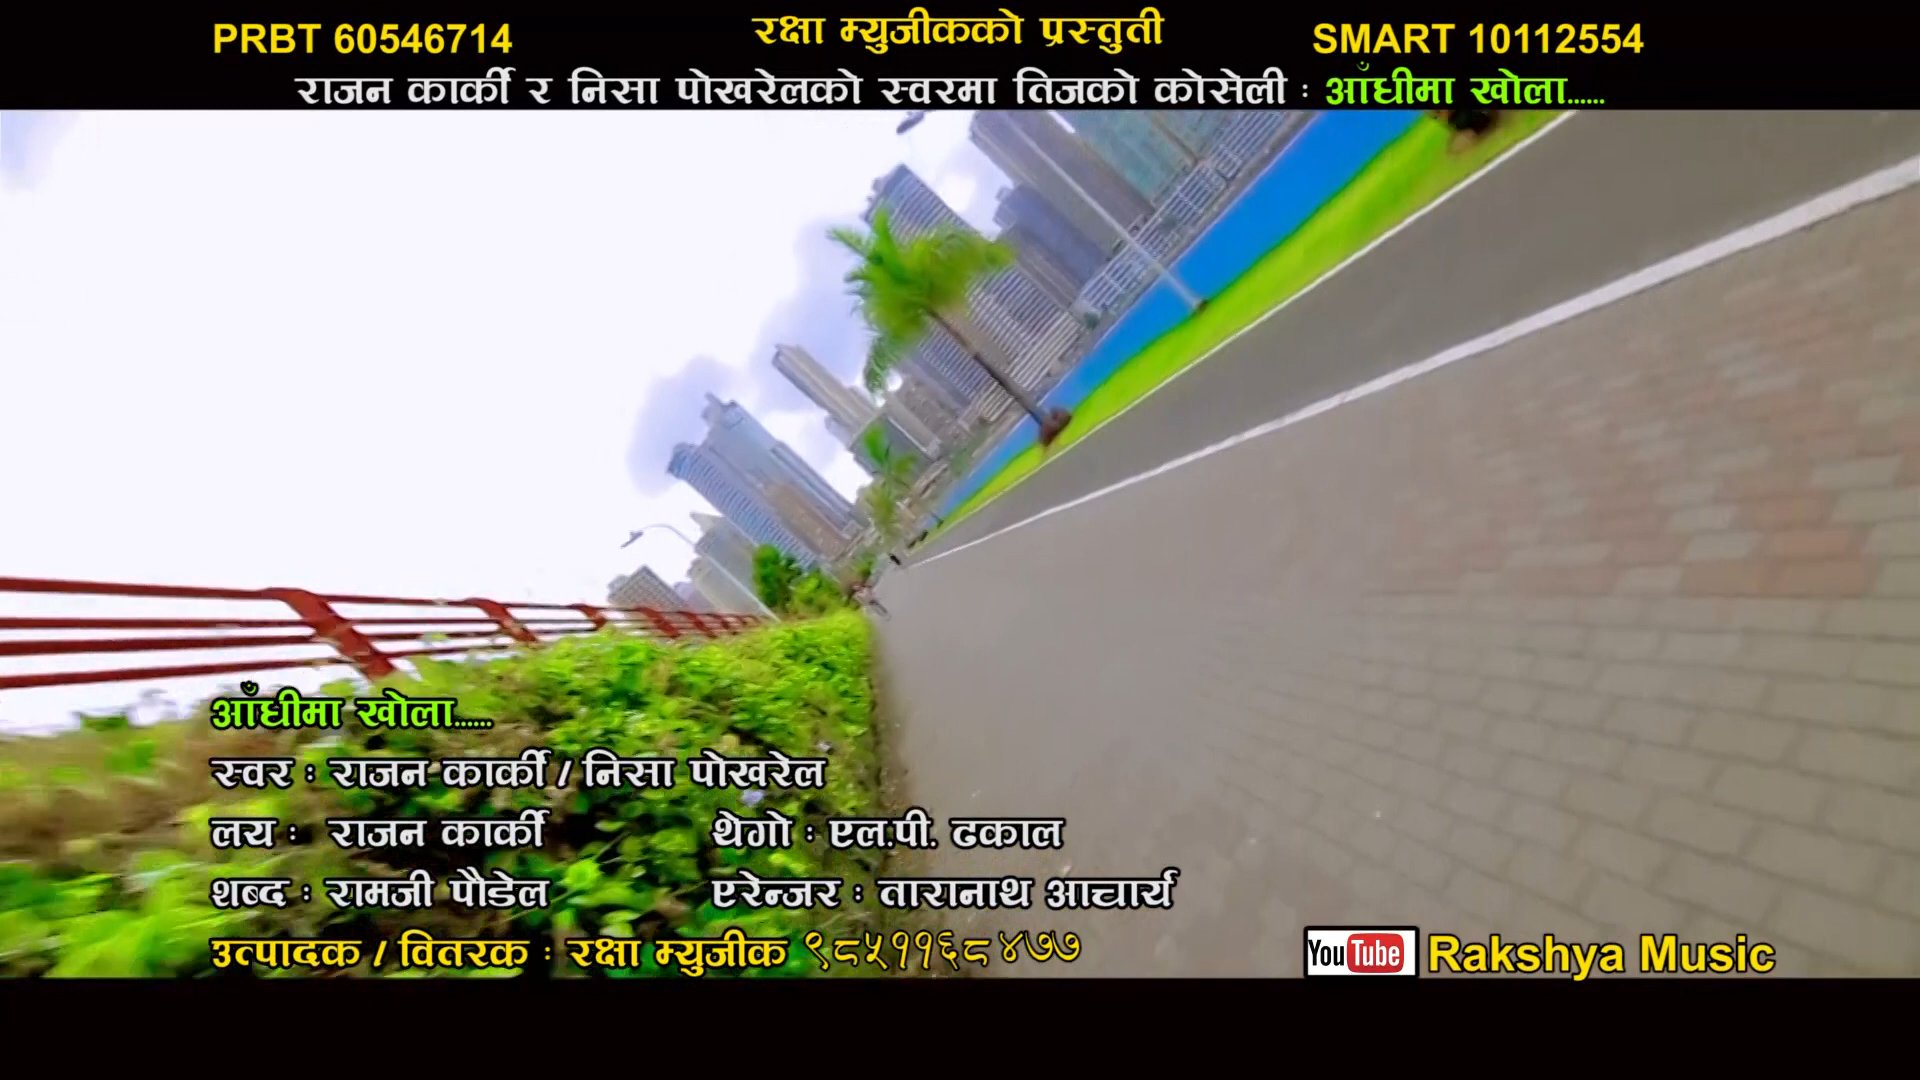 PRBT 60546714
रक्षा म्युजीकको प्रस्तुती
SMART 10112554
राजन कार्की र निसा पोखरेलको स्वरमा तिजको कोसेली : आँधीमा खोला......
आँधीमा खोला......
स्वर : राजन कार्की / निसा पोखरेल
लय : राजन कार्की
थेगो : एल.पी. ढकाल
शब्द : रामजी पौडेल
एरेन्जर : तारानाथ आचार्य
उत्पादक / वितरक : रक्षा म्युजीक ९८५११६८४७७
YouTube Rakshya Music